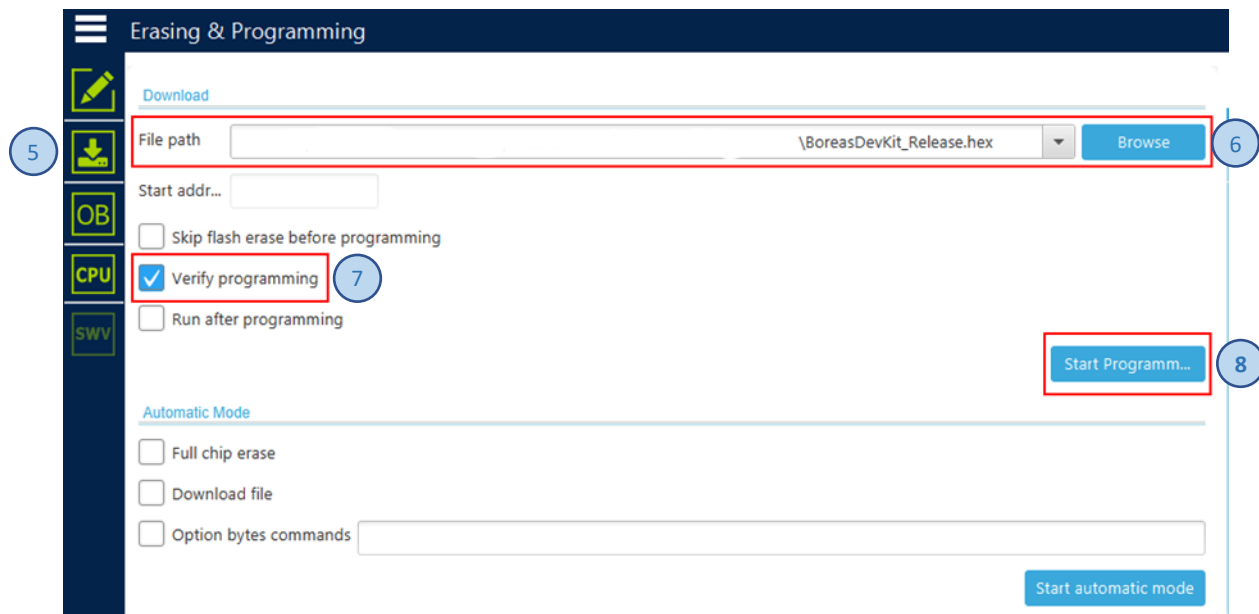 Erasing & Programming
Download
5
File path
\BoreasDevKit_Release.hex
Browse
6
Start addr...
OB
Skip flash erase before programming
CPU
Verify programming
7
Run after programming
SWV
Start Programm...
8
Automatic Mode
Full chip erase
Download file
Option bytes commands
Start automatic mode